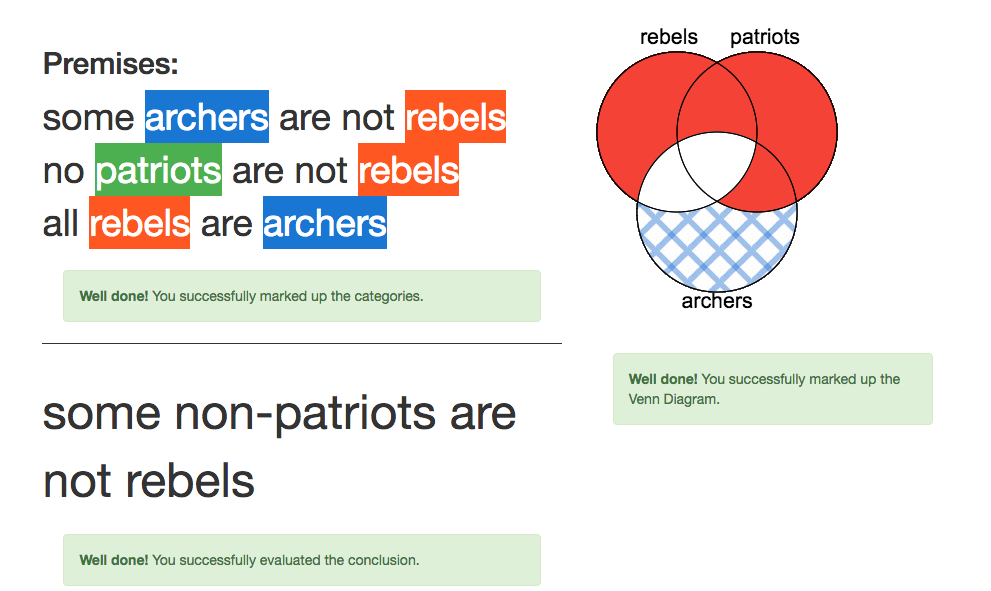 Premises:
some archers are not rebels
no patriots are not rebels
all rebels are archers
Well done! You successfully marked up the categories.
some non-patriots are
not rebels
Well done! You successfully evaluated the conclusion.
rebels patriots
archers
Well done! You successfully marked up the
Venn Diagram.